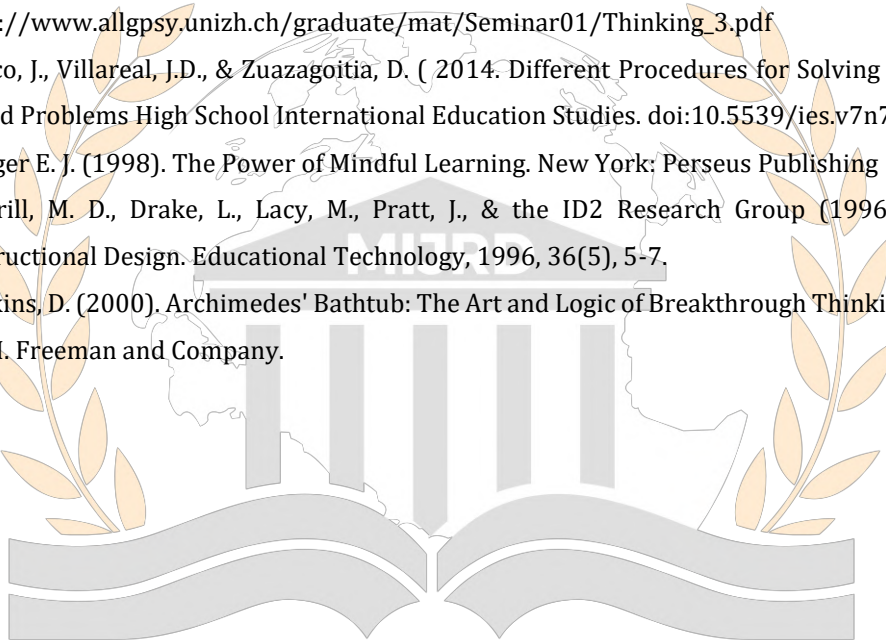 ://www.allgpsy.unizh.ch/graduate/mat/Seminar01/Thinking_3.pdf
co, J., Villareal, J.D., & Zuazagoitia, D. ( 2014. Different Procedures for Solving
d Problems High School International Education Studies. doi:10.5539/ies.v7n7
ger E. J. (1998). The Power of Mindful Learning. New York: Perseus Publishing
rill, M. D., Drake, L., Lacy, M., Pratt, J., & the ID2 Research Group (1996
ructional Design. Educational Technology, 1996, 36(5), 5-7.
MIJRD
kins, D. (2000). Archimedes' Bathtub: The Art and Logic of Breakthrough Thinki
. Freeman and Company.